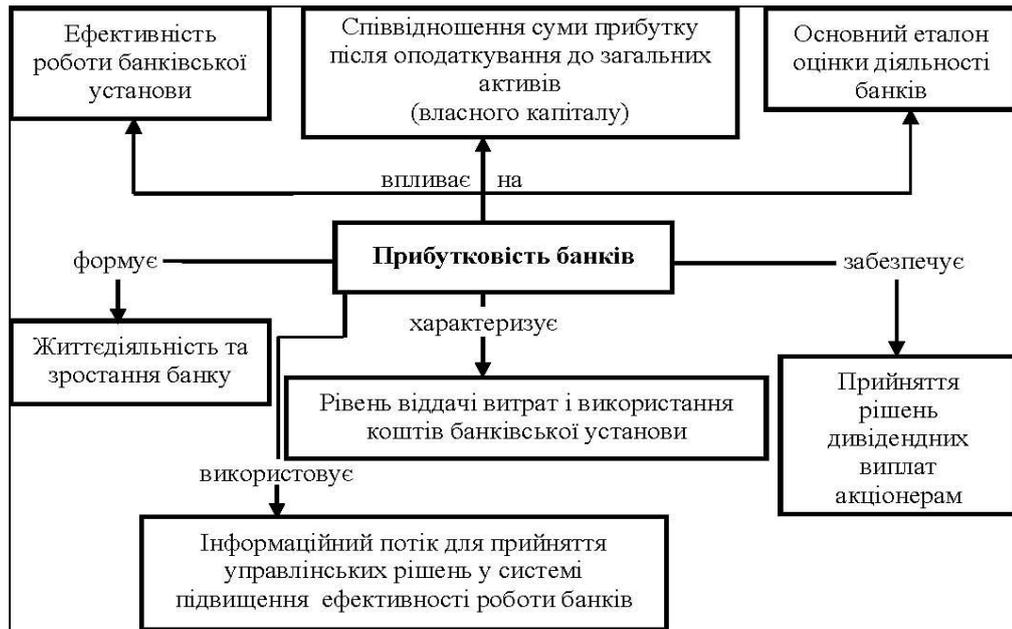 Ефективність
роботи банківської
установи
Співвідношення суми прибутку
після оподаткування до загальних
активів
(власного капіталу)
Основний еталон
оцінки діяльності
банків
впливає на
Прибутковість банків
формує
забезпечує
характеризує
Життєдіяльність та
зростання банку
Рівень віддачі витрат і використання
коштів банківської установи
Прийняття
рішень
дивідендних
виплат
акціонерам
використовує
Інформаційний потік для прийняття
управлінських рішень у системі
підвищення ефективності роботи банків